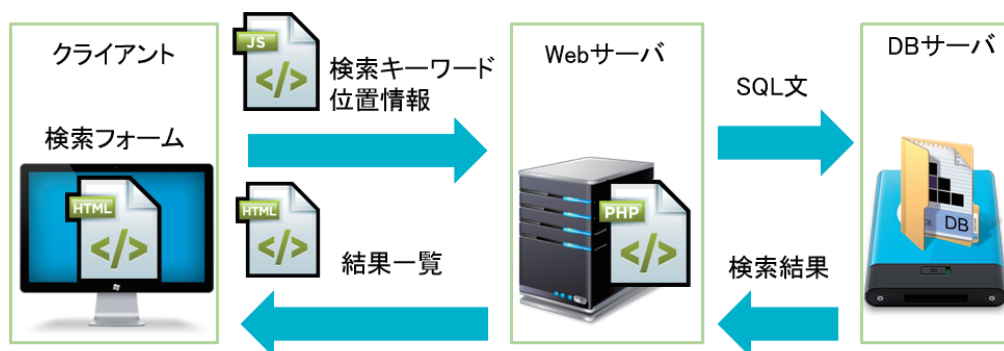 クライアント
検索フォーム
HTML
JS
検索キーワード
位置情報
HTML
結果一覧
Webサーバ
PHP
SQL文
検索結果
DBサーバ
DB